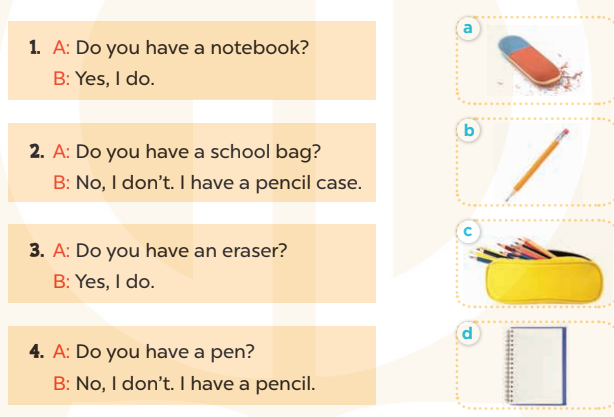 1. A: Do you have a notebook?
B: Yes, I do.
2. A: Do you have a school bag?
B: No, I don't. I have a pencil case.
3. A: Do you have an eraser?
B: Yes, I do.
4. A: Do you have a pen?
B: No, I don't. I have a pencil.
a
b
c
d